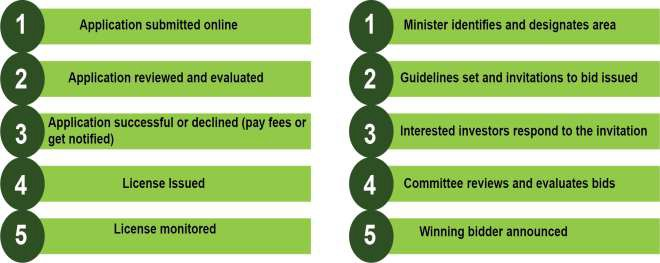 1 Application submitted online
2 Application reviewed and evaluated
3 Application successful or declined (pay fees or
get notified)
4 License Issued
5 License monitored
1 Minister identifies and designates area
2 Guidelines set and invitations to bid issued
3 Interested investors respond to the invitation
4 Committee reviews and evaluates bids
5 Winning bidder announced